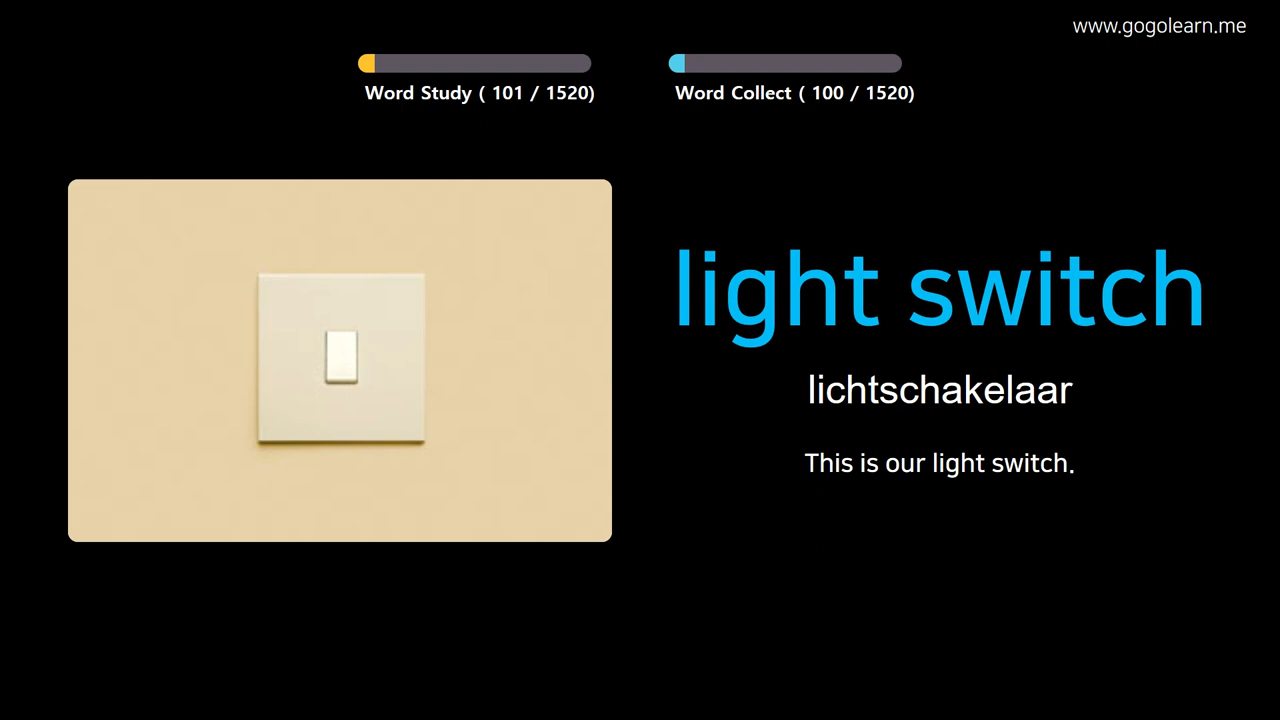 www.gogolearn.me
Word Study ( 101 / 1520)
Word Collect ( 100 / 1520)
light switch
lichtschakelaar
This is our light switch.